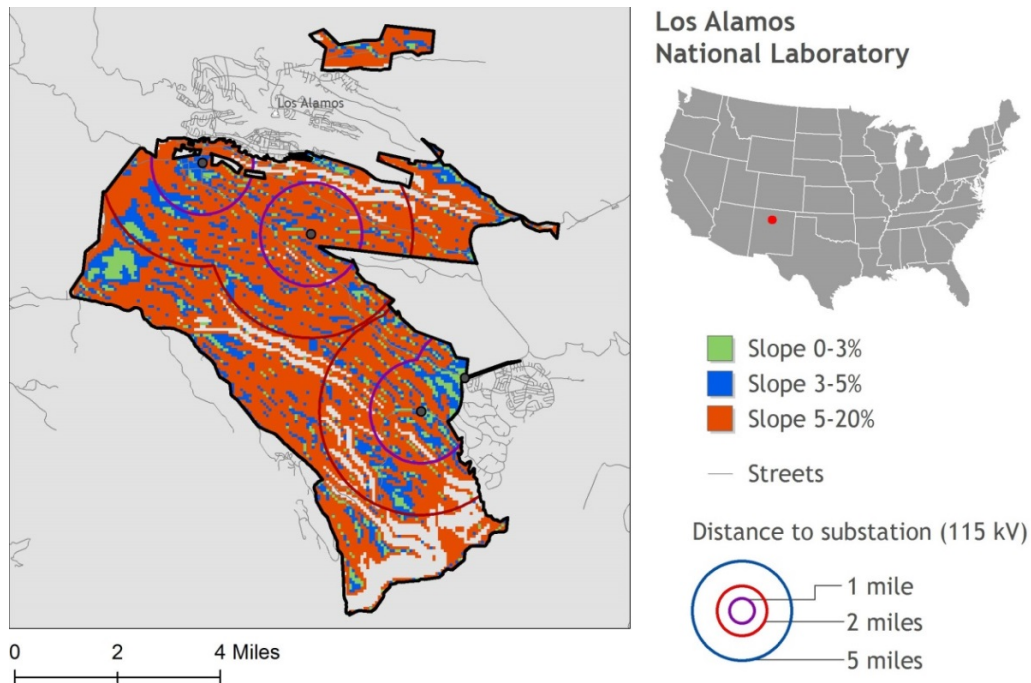 Los Alamos
National Laboratory
Los Alamos
Slope 0-3%
Slope 3-5%
Slope 5-20%
Streets
Distance to substation (115 kV)
1 mile
2 miles
5 miles
0 2 4 Miles